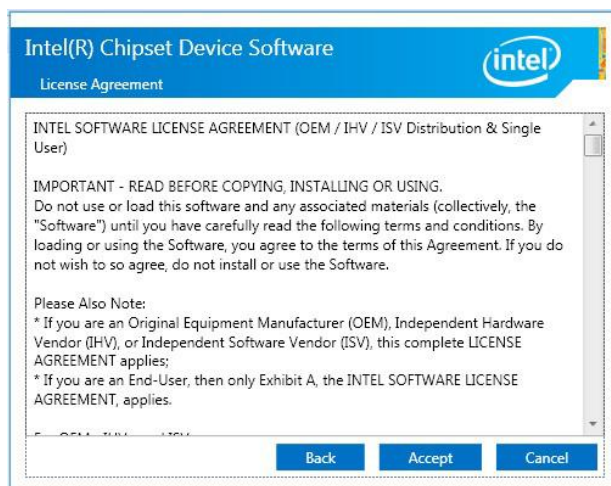 Intel(R) Chipset Device Software
intel
License Agreement
INTEL SOFTWARE LICENSE AGREEMENT (OEM / IHV / ISV Distribution & Single
User)
IMPORTANT - READ BEFORE COPYING, INSTALLING OR USING.
Do not use or load this software and any associated materials (collectively, the
"Software") until you have carefully read the following terms and conditions. By
loading or using the Software, you agree to the terms of this Agreement. If you do
not wish to so agree, do not install or use the Software.
Please Also Note:
* If you are an Original Equipment Manufacturer (OEM), Independent Hardware
Vendor (IHV), or Independent Software Vendor (ISV), this complete LICENSE
AGREEMENT applies;
* If you are an End-User, then only Exhibit A, the INTEL SOFTWARE LICENSE
AGREEMENT, applies.
Back Accept Cancel